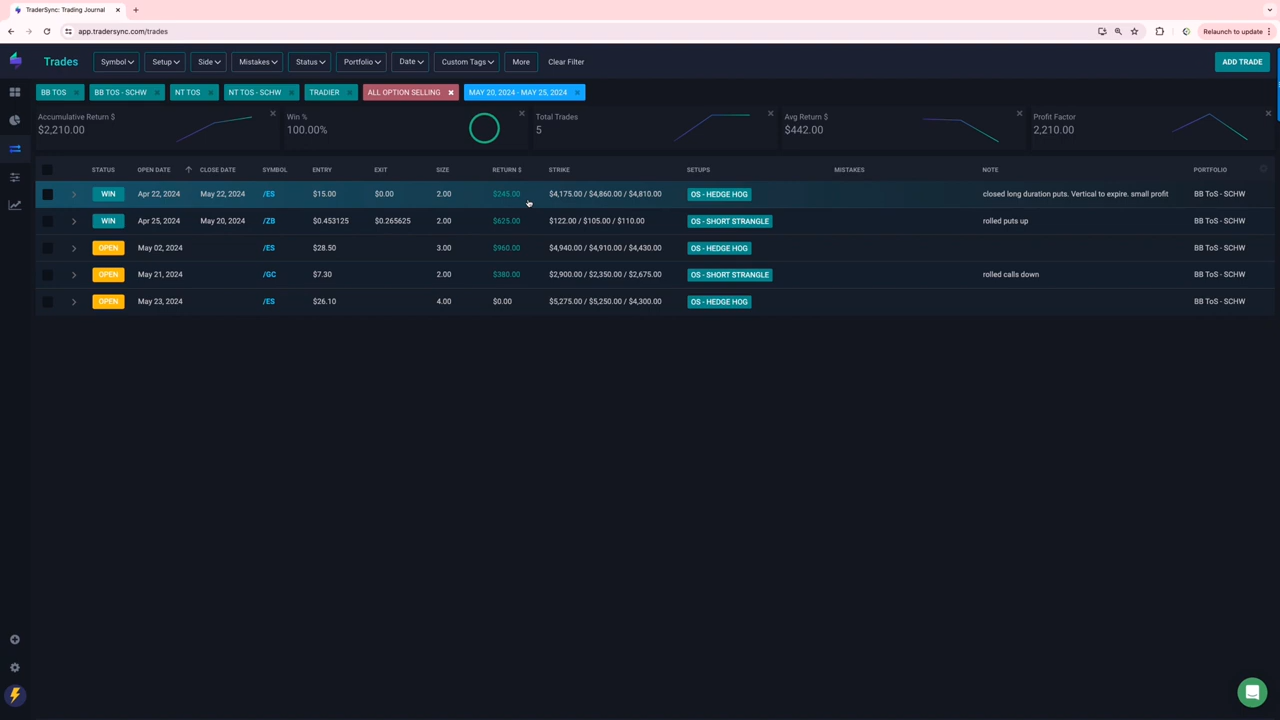 TraderSync: Trading Journal
app.tradersync.com/trades
Relaunch to update
Trades
Symbol
Setup
Side
Mistakes
Status
Portfolio
Date
Custom Tags
More
Clear Filter
ADD TRADE
BB TOS
BB TOS - SCHW
NT TOS
NT TOS - SCHW
TRADIER
ALL OPTION SELLING
MAY 20, 2024 - MAY 25, 2024
Accumulative Return $
$2,210.00
Win %
100.00%
Total Trades
5
Avg Return $
$442.00
Profit Factor
2,210.00
STATUS OPEN DATE CLOSE DATE SYMBOL ENTRY EXIT SIZE RETURN $ STRIKE SETUPS MISTAKES NOTE PORTFOLIO
WIN Apr 22, 2024 May 22, 2024 /ES $15.00 $0.00 2.00 $245.00 $4,175.00 / $4,860.00 / $4,810.00 OS - HEDGE HOG closed long duration puts. Vertical to expire. small profit BB ToS - SCHW
WIN Apr 25, 2024 May 20, 2024 /ZB $0.453125 $0.265625 2.00 $625.00 $122.00 / $105.00 / $110.00 OS - SHORT STRANGLE rolled puts up BB ToS - SCHW
OPEN May 02, 2024 /ES $28.50 3.00 $960.00 $4,940.00 / $4,910.00 / $4,430.00 OS - HEDGE HOG BB ToS - SCHW
OPEN May 21, 2024 /GC $7.30 2.00 $380.00 $2,900.00 / $2,350.00 / $2,675.00 OS - SHORT STRANGLE rolled calls down BB ToS - SCHW
OPEN May 23, 2024 /ES $26.10 4.00 $0.00 $5,275.00 / $5,250.00 / $4,300.00 OS - HEDGE HOG BB ToS - SCHW